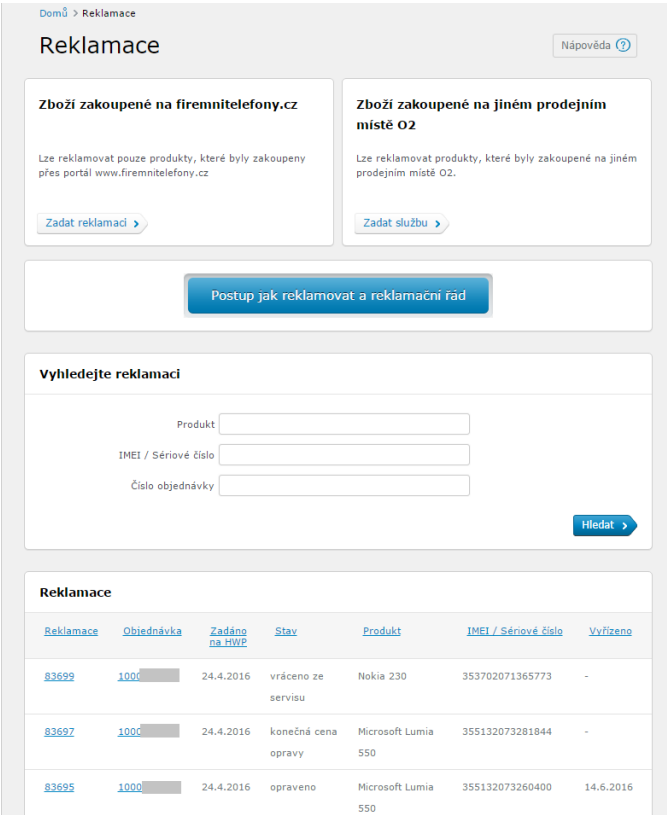 Domů > Reklamace
Reklamace
Nápověda ?
Zboží zakoupené na firemnitelefony.cz
Lze reklamovat pouze produkty, které byly zakoupeny
přes portál www.firemnitelefony.cz
Zadat reklamaci
Zboží zakoupené na jiném prodejním
místě O2
Lze reklamovat produkty, které byly zakoupené na jiném
prodejním místě O2.
Zadat službu
Postup jak reklamovat a reklamační řád
Vyhledejte reklamaci
Produkt
IMEI / Sériové číslo
Číslo objednávky
Hledat
Reklamace
Reklamace Objednávka Zadáno Stav Produkt IMEI / Sériové číslo Vyřízeno
na HWP
83699 1000 24.4.2016 vráceno ze Nokia 230 353702071365773 -
servisu
83697 1000 24.4.2016 konečná cena Microsoft Lumia 355132073281844 -
opravy 550
83695 1000 24.4.2016 opraveno Microsoft Lumia 355132073260400 14.6.2016
550